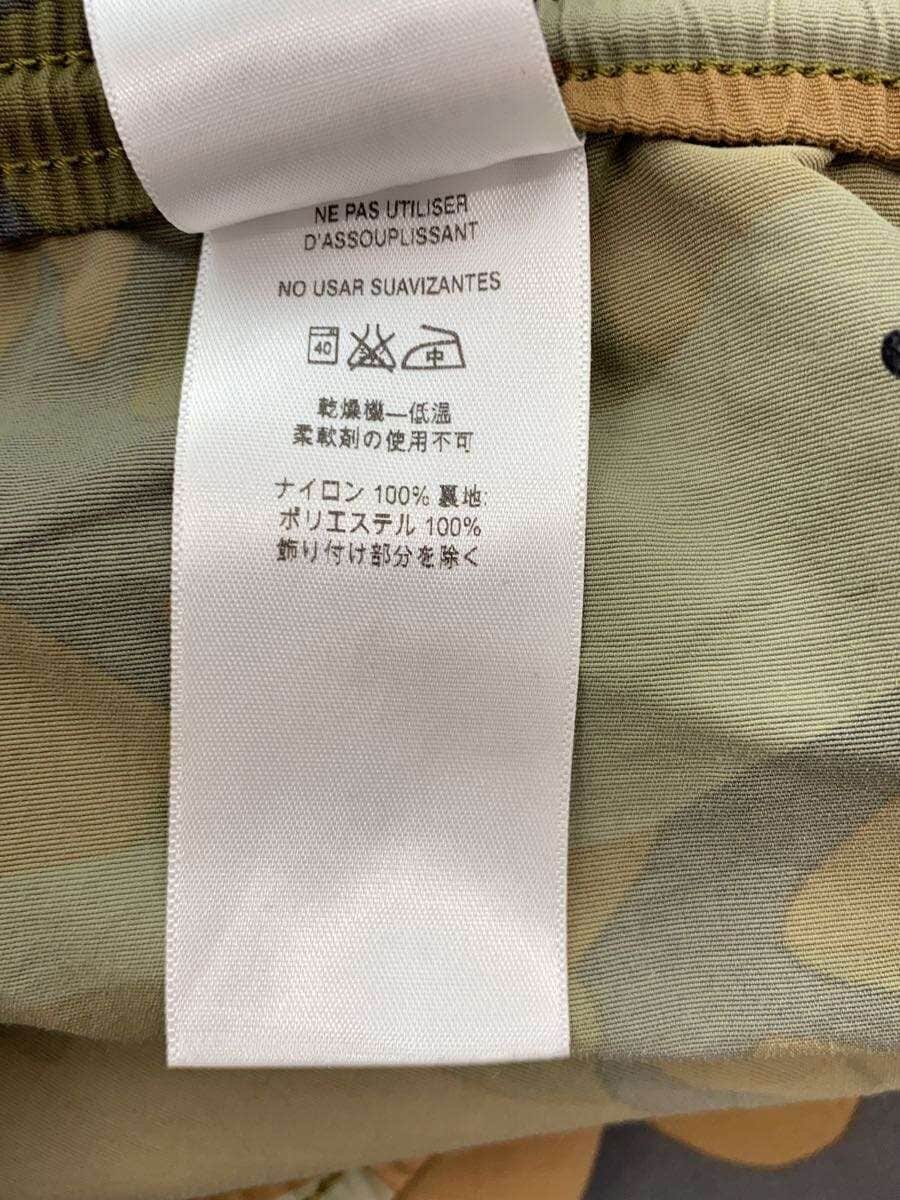 NE PAS UTILISER
D'ASSOUPLISSANT
NO USAR SUAVIZANTES
40 中
乾燥機—低温
柔軟剤の使用不可
ナイロン 100% 裏地:
ポリエステル 100%
飾り付け部分を除く